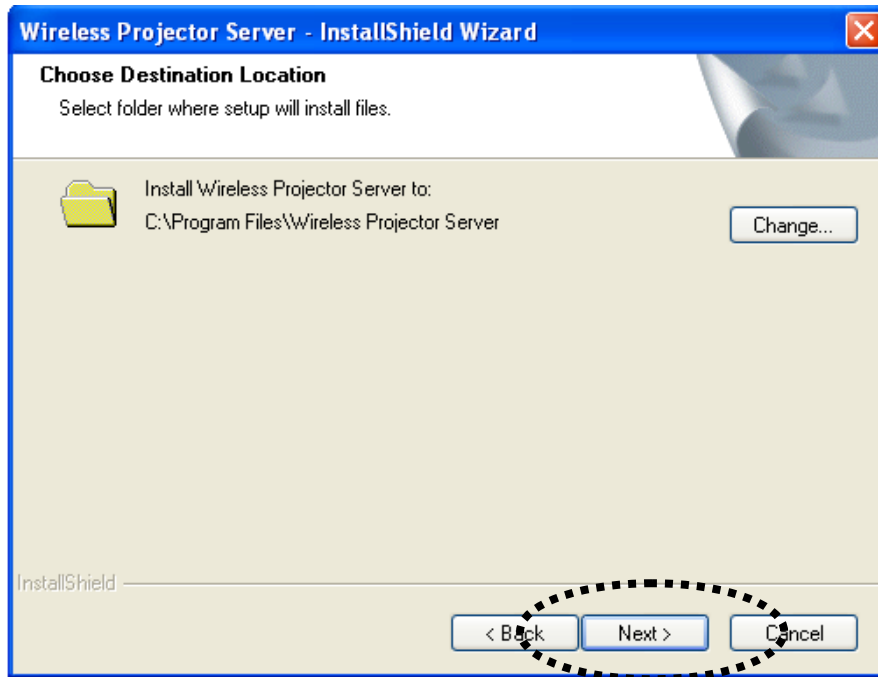 Wireless Projector Server - InstallShield Wizard
Choose Destination Location
Select folder where setup will install files.
Install Wireless Projector Server to:
C:\Program Files\Wireless Projector Server
Change...
InstallShield
< Back Next > Cancel